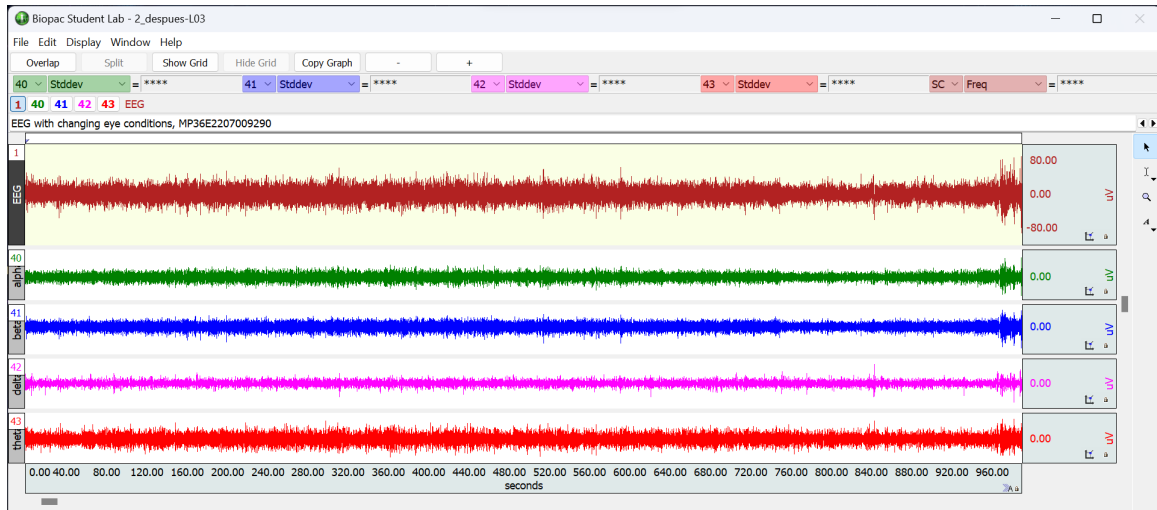 Biopac Student Lab - 2_despues-L03
File Edit Display Window Help
Overlap Split Show Grid Hide Grid Copy Graph - +
40 Stddev = **** 41 Stddev = **** 42 Stddev = **** 43 Stddev = **** SC Freq = ****
1 40 41 42 43 EEG
EEG with changing eye conditions, MP36E2207009290
1
EEG
80.00
0.00
-80.00
uV
40
alph
0.00
uV
41
beta
0.00
uV
42
delta
0.00
uV
43
thet
0.00
uV
0.00 40.00 80.00 120.00 160.00 200.00 240.00 280.00 320.00 360.00 400.00 440.00 480.00 520.00 560.00 600.00 640.00 680.00 720.00 760.00 800.00 840.00 880.00 920.00 960.00
seconds